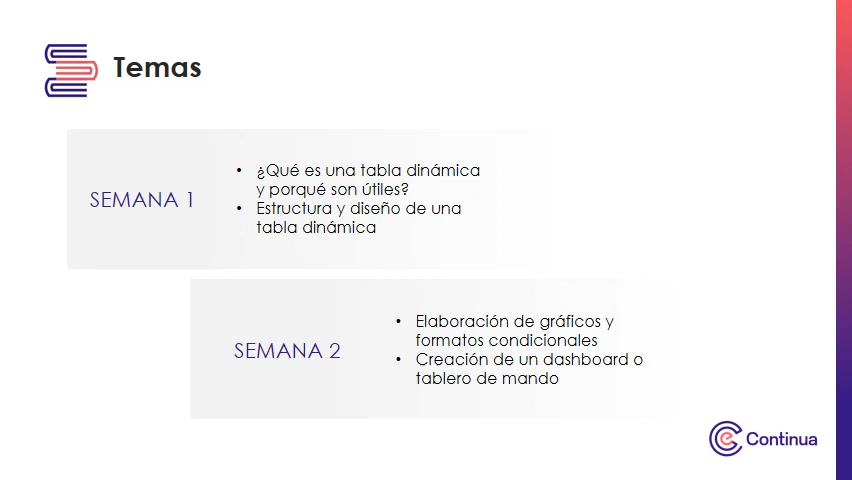 Temas
SEMANA 1
• ¿Qué es una tabla dinámica
y porqué son útiles?
• Estructura y diseño de una
tabla dinámica
SEMANA 2
• Elaboración de gráficos y
formatos condicionales
• Creación de un dashboard o
tablero de mando
Continua